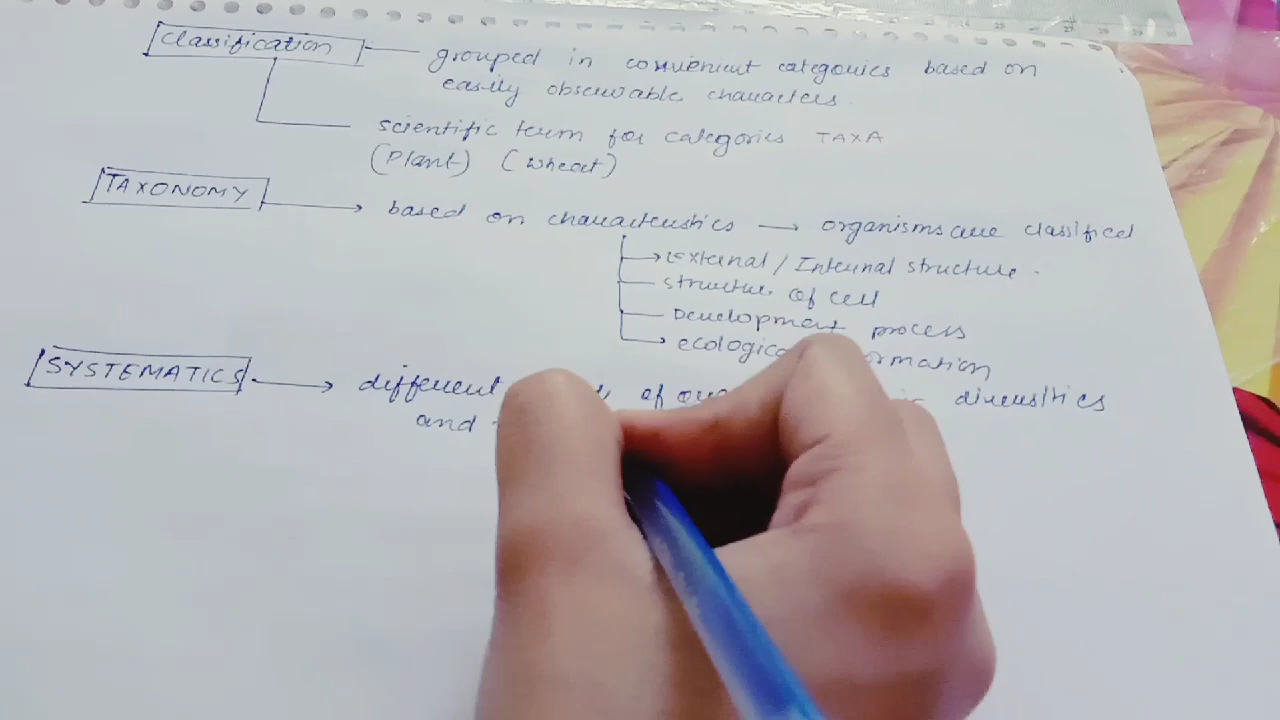 Classification
grouped in convenient categories based on
easily observable characters.
scientific term for categories TAXA
(Plant) (Wheat)
TAXONOMY
based on characteristics → organisms are classified
External / Internal structure
structure of cell
Development process
SYSTEMATICS
different of diversities
and